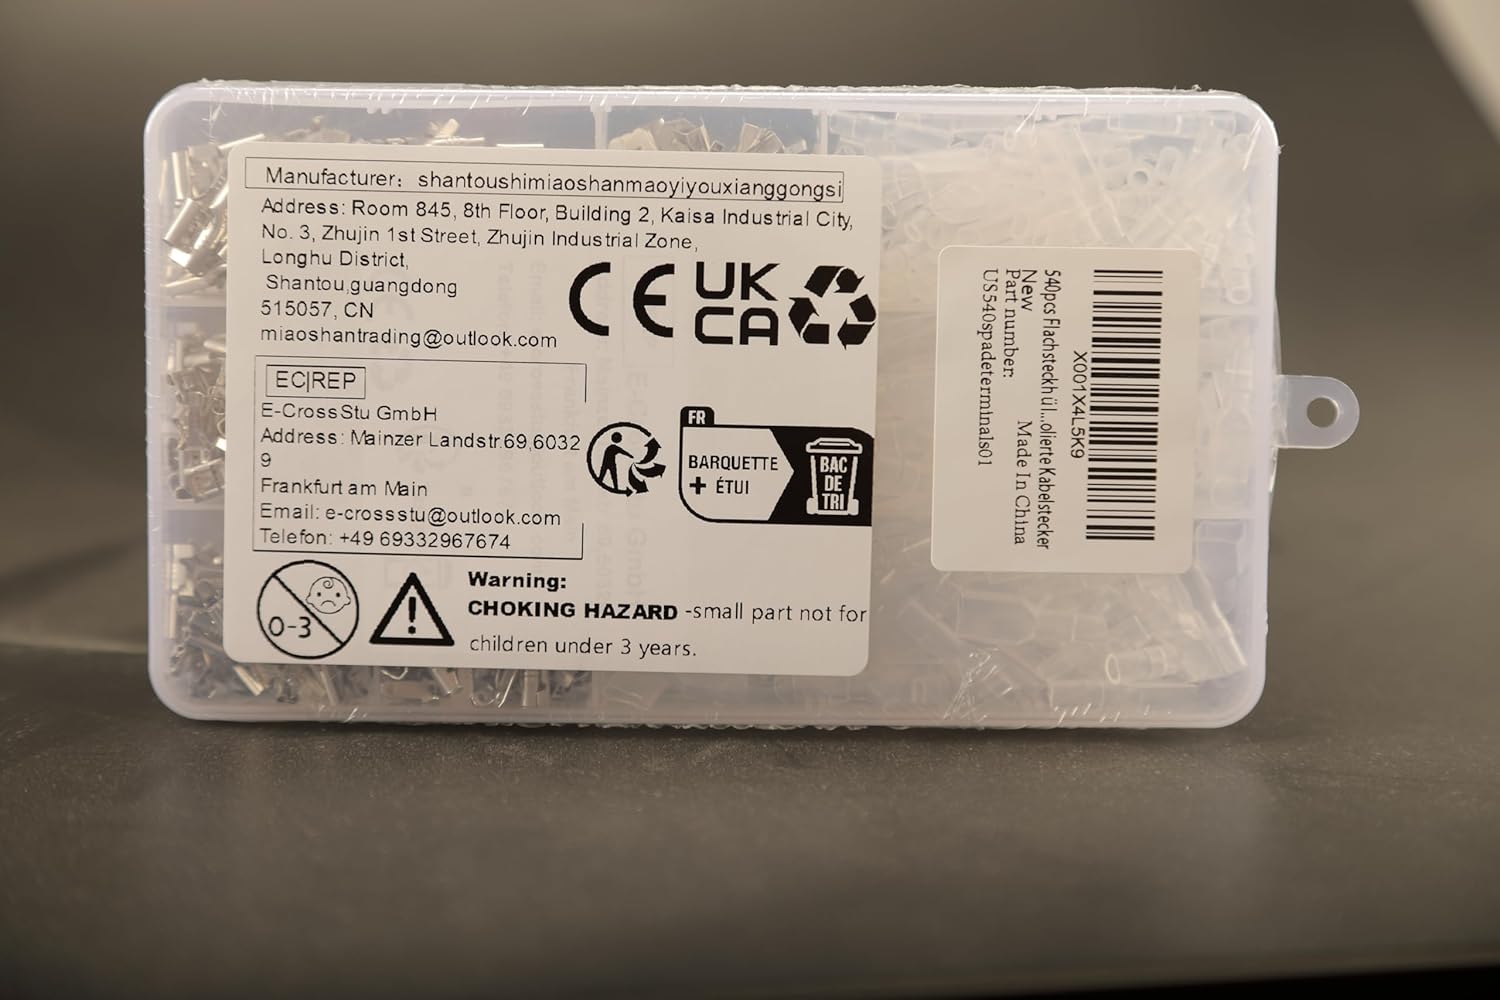 Manufacturer: shantoushimiaoshanmaoyiyouxianggongsi
Address: Room 845, 8th Floor, Building 2, Kaisa Industrial City,
No. 3, Zhujin 1st Street, Zhujin Industrial Zone,
Longhu District,
Shantou,guangdong
515057, CN
miaoshantrading@outlook.com
CE
UK
CA
EC|REP
E-CrossStu GmbH
Address: Mainzer Landstr.69,6032
9
Frankfurt am Main
Email: e-crossstu@outlook.com
Telefon: +49 69332967674
FR
BARQUETTE
+ ÉTUI
BAC
DE
TRI
0-3
Warning:
CHOKING HAZARD -small part not for
children under 3 years.
X001X4L5K9
540pcs Flachsteckhül...olierte Kabelstecker
New
Part number: Made In China
US540spadeterminals01